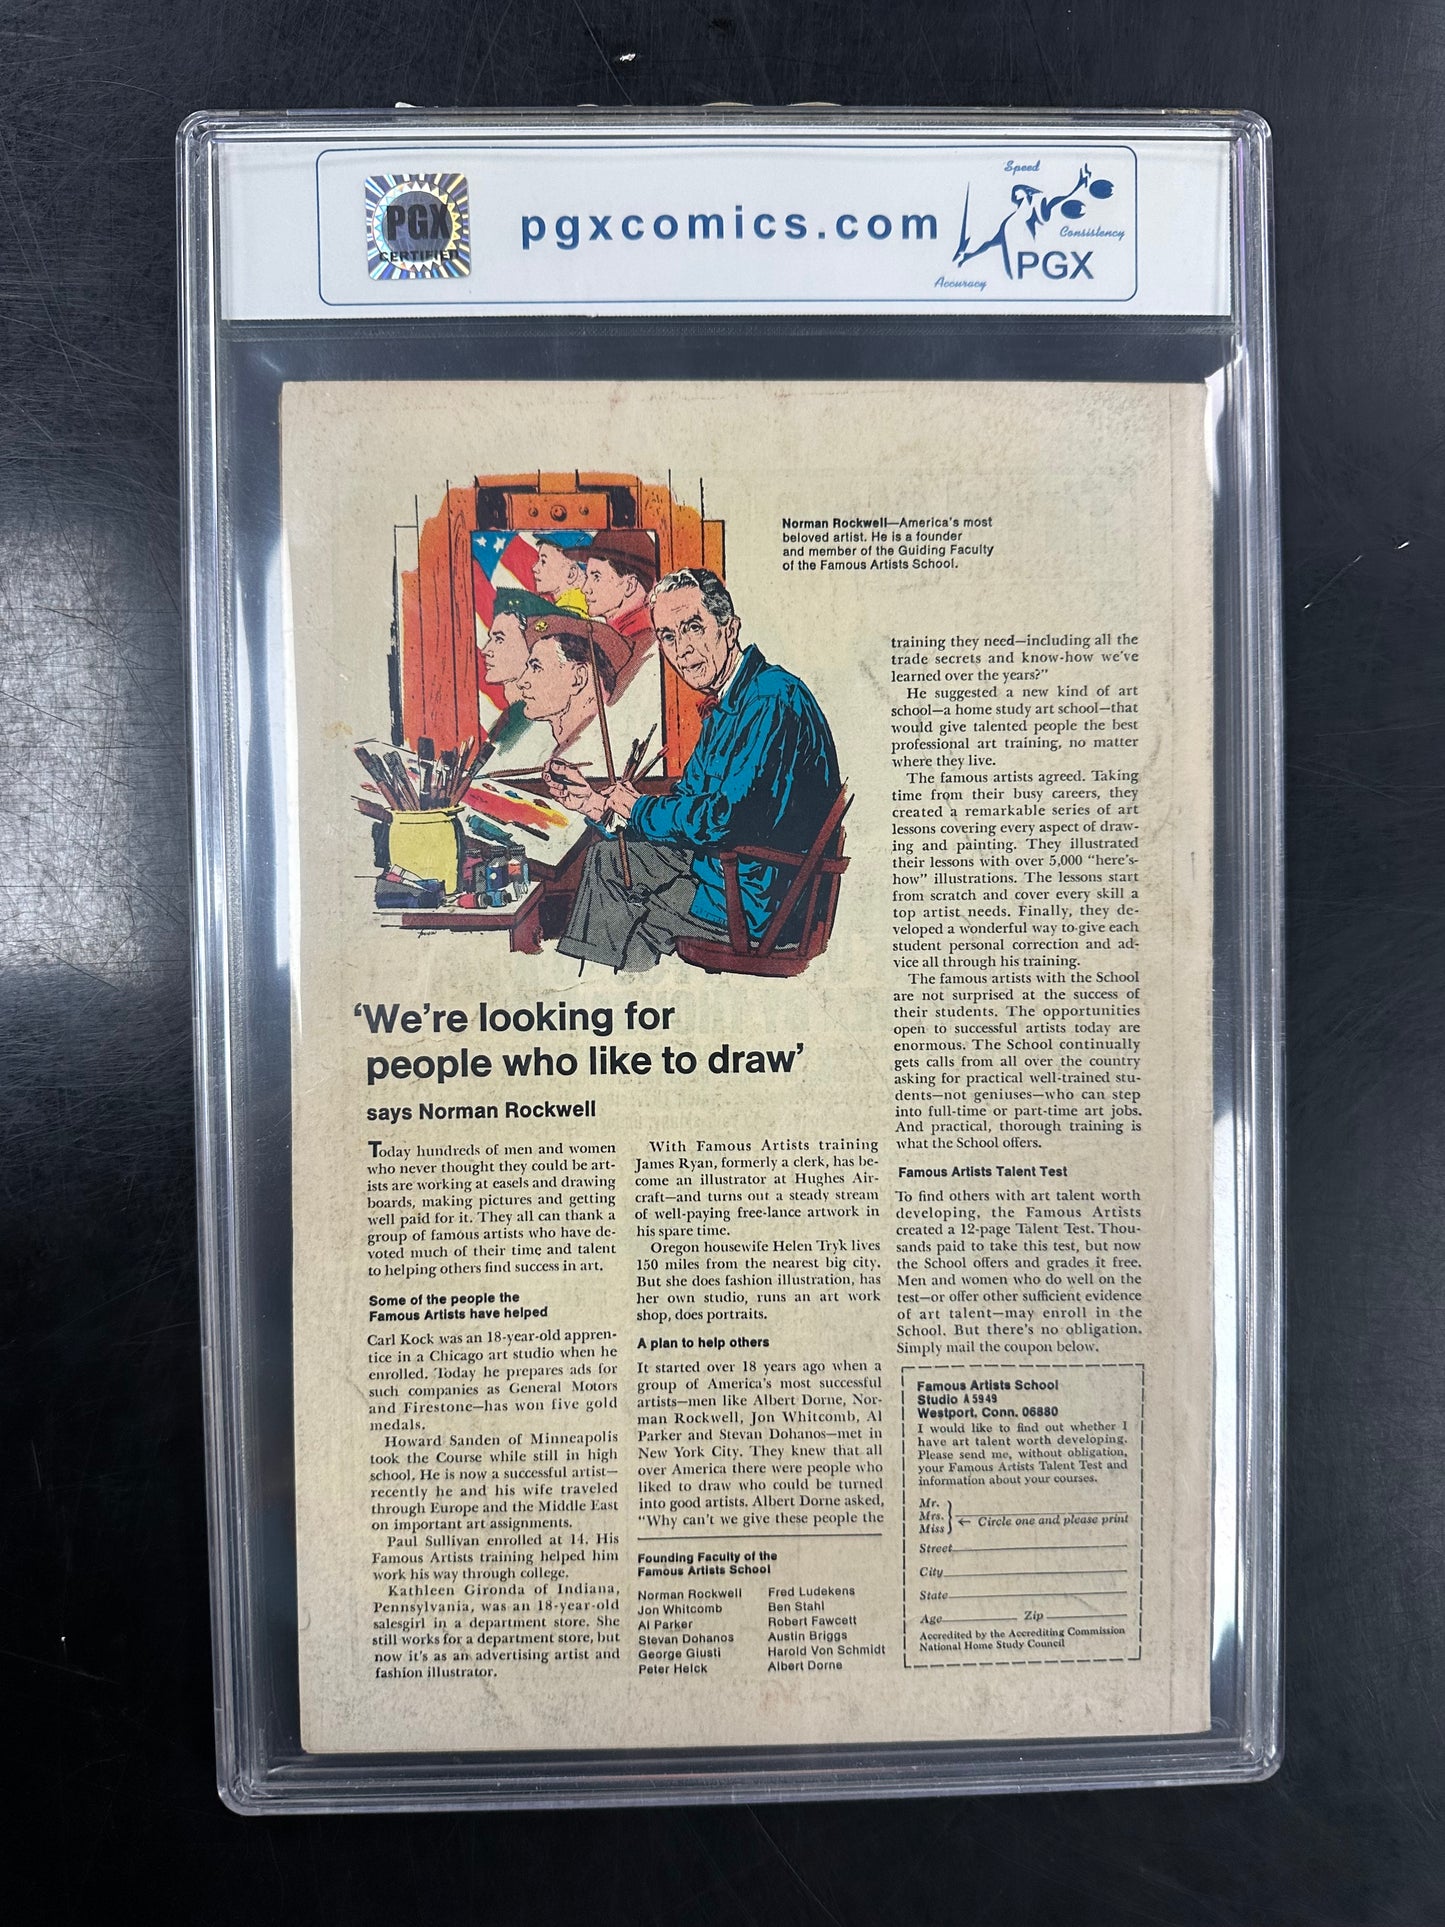 PGX
CERTIFIED
pgxcomics.com
Speed
Consistency
PGX
Accuracy
Norman Rockwell—America's most
beloved artist. He is a founder
and member of the Guiding Faculty
of the Famous Artists School.
'We're looking for
people who like to draw'
says Norman Rockwell
Today hundreds of men and women
who never thought they could be art-
ists are working at easels and drawing
boards, making pictures and getting
well paid for it. They all can thank a
group of famous artists who have de-
voted much of their time and talent
to helping others find success in art.
Some of the people the
Famous Artists have helped
Carl Kock was an 18-year-old appren-
tice in a Chicago art studio when he
enrolled. Today he prepares ads for
such companies as General Motors
and Firestone—has won five gold
medals.
Howard Sanden of Minneapolis
took the Course while still in high
school. He is now a successful artist—
recently he and his wife traveled
through Europe and the Middle East
on important art assignments.
Paul Sullivan enrolled at 14. His
Famous Artists training helped him
work his way through college.
Kathleen Gironda of Indiana,
Pennsylvania, was an 18-year-old
salesgirl in a department store. She
still works for a department store, but
now it's as an advertising artist and
fashion illustrator.
With Famous Artists training
James Ryan, formerly a clerk, has be-
come an illustrator at Hughes Air-
craft—and turns out a steady stream
of well-paying free-lance artwork in
his spare time.
Oregon housewife Helen Tryk lives
150 miles from the nearest big city.
But she does fashion illustration, has
her own studio, runs an art work
shop, does portraits.
A plan to help others
It started over 18 years ago when a
group of America's most successful
artists—men like Albert Dorne, Nor-
man Rockwell, Jon Whitcomb, Al
Parker and Stevan Dohanos—met in
New York City. They knew that all
over America there were people who
liked to draw who could be turned
into good artists. Albert Dorne asked,
"Why can't we give these people the
training they need—including all the
trade secrets and know-how we've
learned over the years?"
He suggested a new kind of art
school—a home study art school—that
would give talented people the best
professional art training, no matter
where they live.
The famous artists agreed. Taking
time from their busy careers, they
created a remarkable series of art
lessons covering every aspect of draw-
ing and painting. They illustrated
their lessons with over 5,000 "here's-
how" illustrations. The lessons start
from scratch and cover every skill a
top artist needs. Finally, they de-
veloped a wonderful way to give each
student personal correction and ad-
vice all through his training.
The famous artists with the School
are not surprised at the success of
their students. The opportunities
open to successful artists today are
enormous. The School continually
gets calls from all over the country
asking for practical well-trained stu-
dents—not geniuses—who can step
into full-time or part-time art jobs.
And practical, thorough training is
what the School offers.
Famous Artists Talent Test
To find others with art talent worth
developing, the Famous Artists
created a 12-page Talent Test. Thou-
sands paid to take this test, but now
the School offers and grades it free.
Men and women who do well on the
test—or offer other sufficient evidence
of art talent—may enroll in the
School. But there's no obligation.
Simply mail the coupon below.
Founding Faculty of the
Famous Artists School
Norman Rockwell
Jon Whitcomb
Al Parker
Stevan Dohanos
George Giusti
Peter Helck
Fred Ludekens
Ben Stahl
Robert Fawcett
Austin Briggs
Harold Von Schmidt
Albert Dorne
Famous Artists School
Studio A5949
Westport, Conn. 06880
I would like to find out whether I
have art talent worth developing.
Please send me, without obligation,
your Famous Artists Talent Test and
information about your courses.
Mr.
Mrs.
Miss
← Circle one and please print
Street
City
State
Age Zip
Accredited by the Accrediting Commission
National Home Study Council